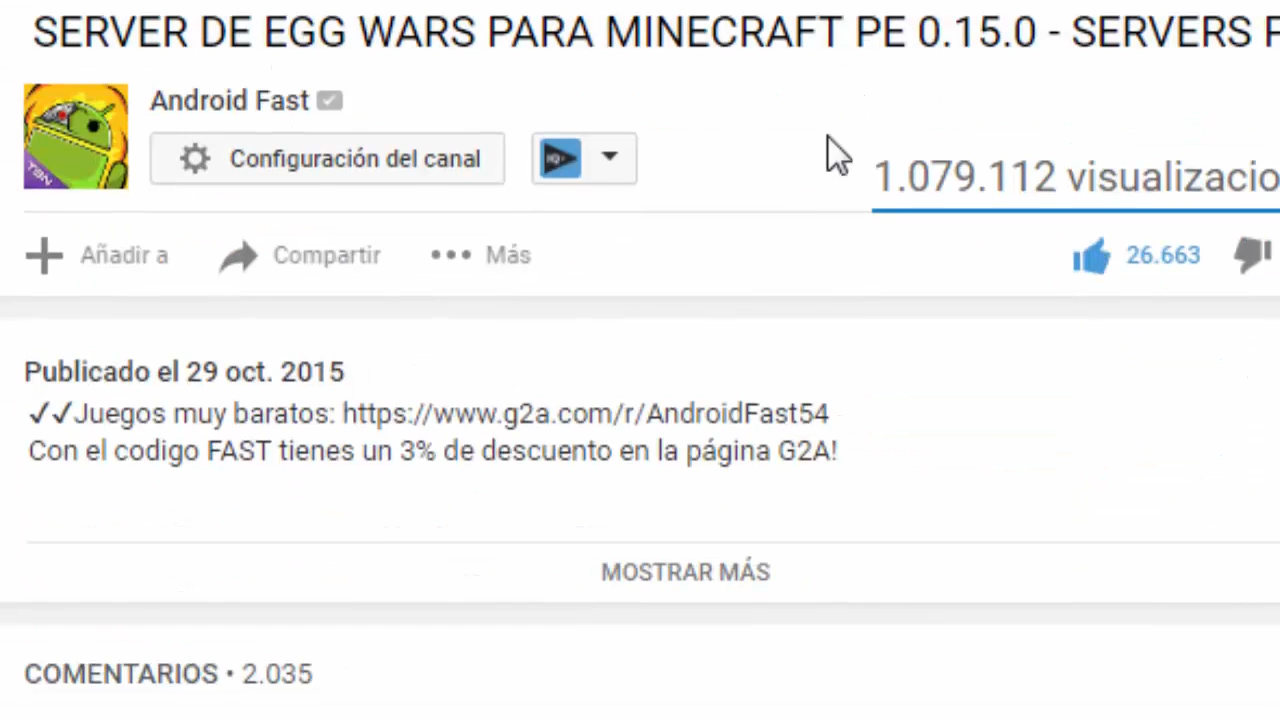 SERVER DE EGG WARS PARA MINECRAFT PE 0.15.0 - SERVERS P
Android Fast
TGN
Configuración del canal
HQ+
1.079.112 visualizacio
Añadir a
Compartir
Más
26.663
Publicado el 29 oct. 2015
✓✓Juegos muy baratos: https://www.g2a.com/r/AndroidFast54
Con el codigo FAST tienes un 3% de descuento en la página G2A!
MOSTRAR MÁS
COMENTARIOS • 2.035